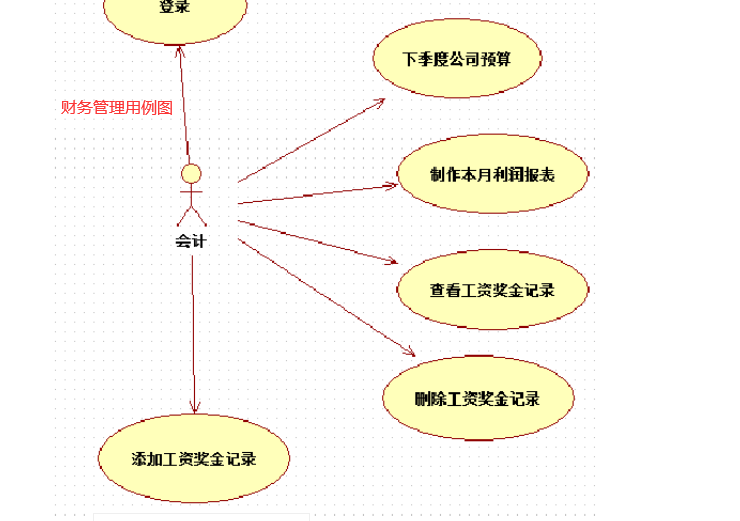 登录
下季度公司预算
财务管理用例图
制作本月利润报表
会计
查看工资奖金记录
删除工资奖金记录
添加工资奖金记录